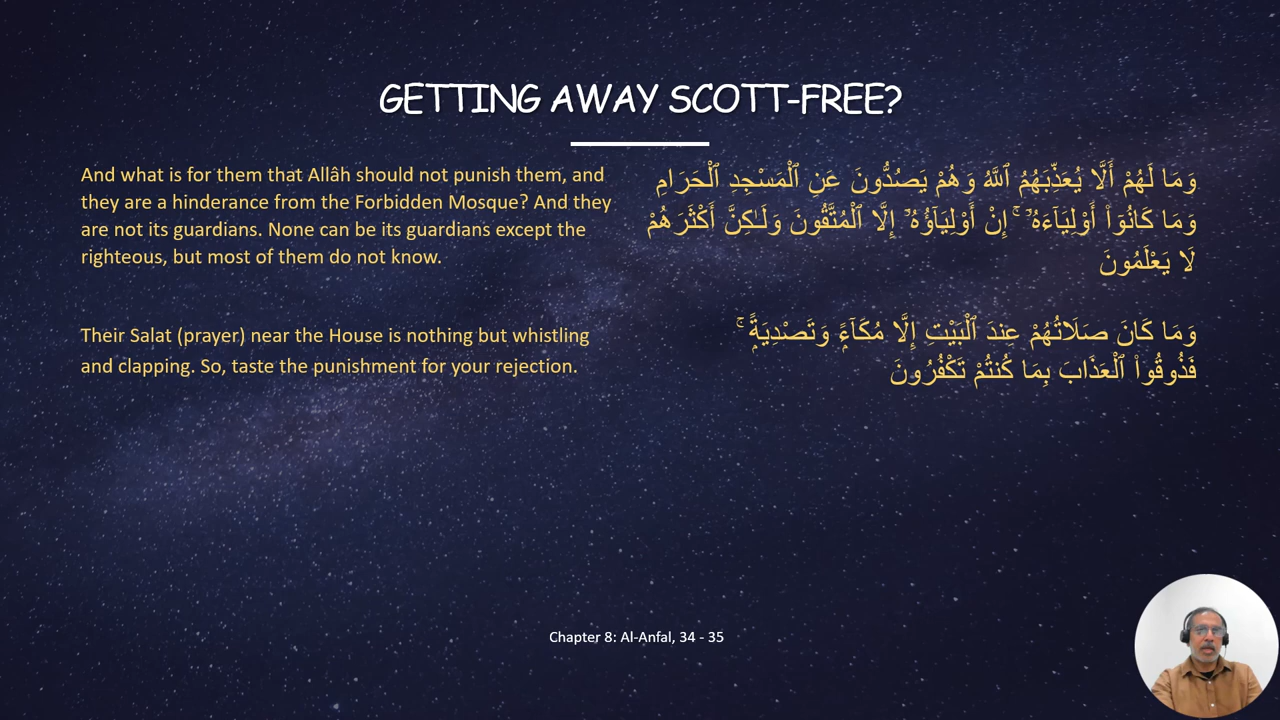 GETTING AWAY SCOTT-FREE?
And what is for them that Allâh should not punish them, and
they are a hinderance from the Forbidden Mosque? And they
are not its guardians. None can be its guardians except the
righteous, but most of them do not know.
وَمَا لَهُمْ أَلَّا يُعَذِّبَهُمُ ٱللَّهُ وَهُمْ يَصُدُّونَ عَنِ ٱلْمَسْجِدِ ٱلْحَرَامِ
وَمَا كَانُوٓا۟ أَوْلِيَآءَهُۥٓ ۚ إِنْ أَوْلِيَآؤُهُۥٓ إِلَّا ٱلْمُتَّقُونَ وَلَـٰكِنَّ أَكْثَرَهُمْ
لَا يَعْلَمُونَ
Their Salat (prayer) near the House is nothing but whistling
and clapping. So, taste the punishment for your rejection.
وَمَا كَانَ صَلَاتُهُمْ عِندَ ٱلْبَيْتِ إِلَّا مُكَآءًۭ وَتَصْدِيَةًۭ ۚ
فَذُوقُوا۟ ٱلْعَذَابَ بِمَا كُنتُمْ تَكْفُرُونَ
Chapter 8: Al-Anfal, 34 - 35